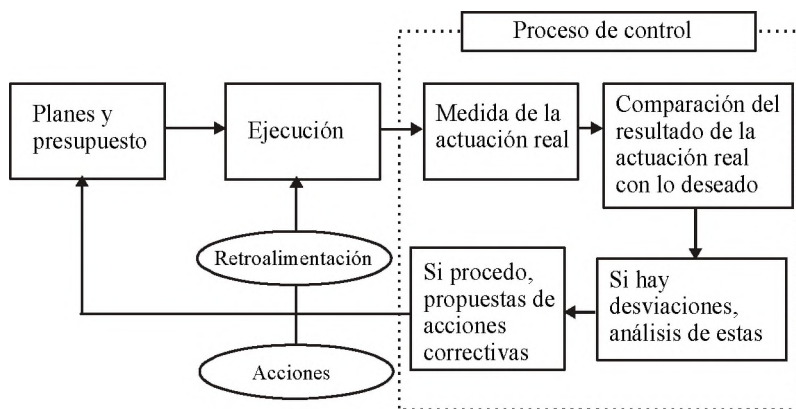 Proceso de control
Planes y
presupuesto
Ejecución
Medida de la
actuación real
Comparación del
resultado de la
actuación real
con lo deseado
Retroalimentación
Si procedo,
propuestas de
acciones
correctivas
Si hay
desviaciones,
análisis de estas
Acciones